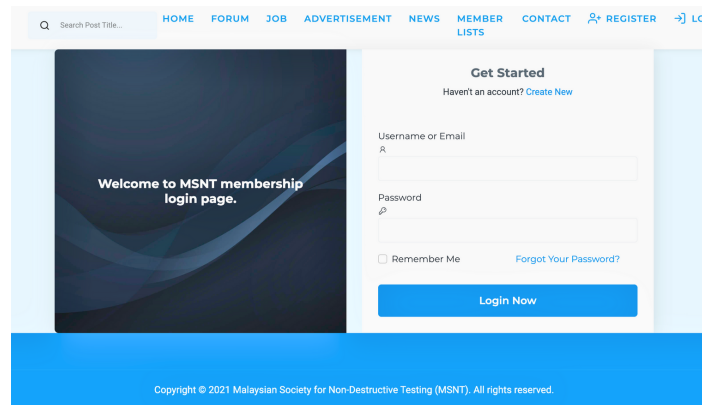 Search Post Title...
HOME FORUM JOB ADVERTISEMENT NEWS MEMBER LISTS CONTACT REGISTER LO
Get Started
Haven't an account? Create New
Username or Email
Welcome to MSNT membership
login page.
Password
Remember Me Forgot Your Password?
Login Now
Copyright © 2021 Malaysian Society for Non-Destructive Testing (MSNT). All rights reserved.